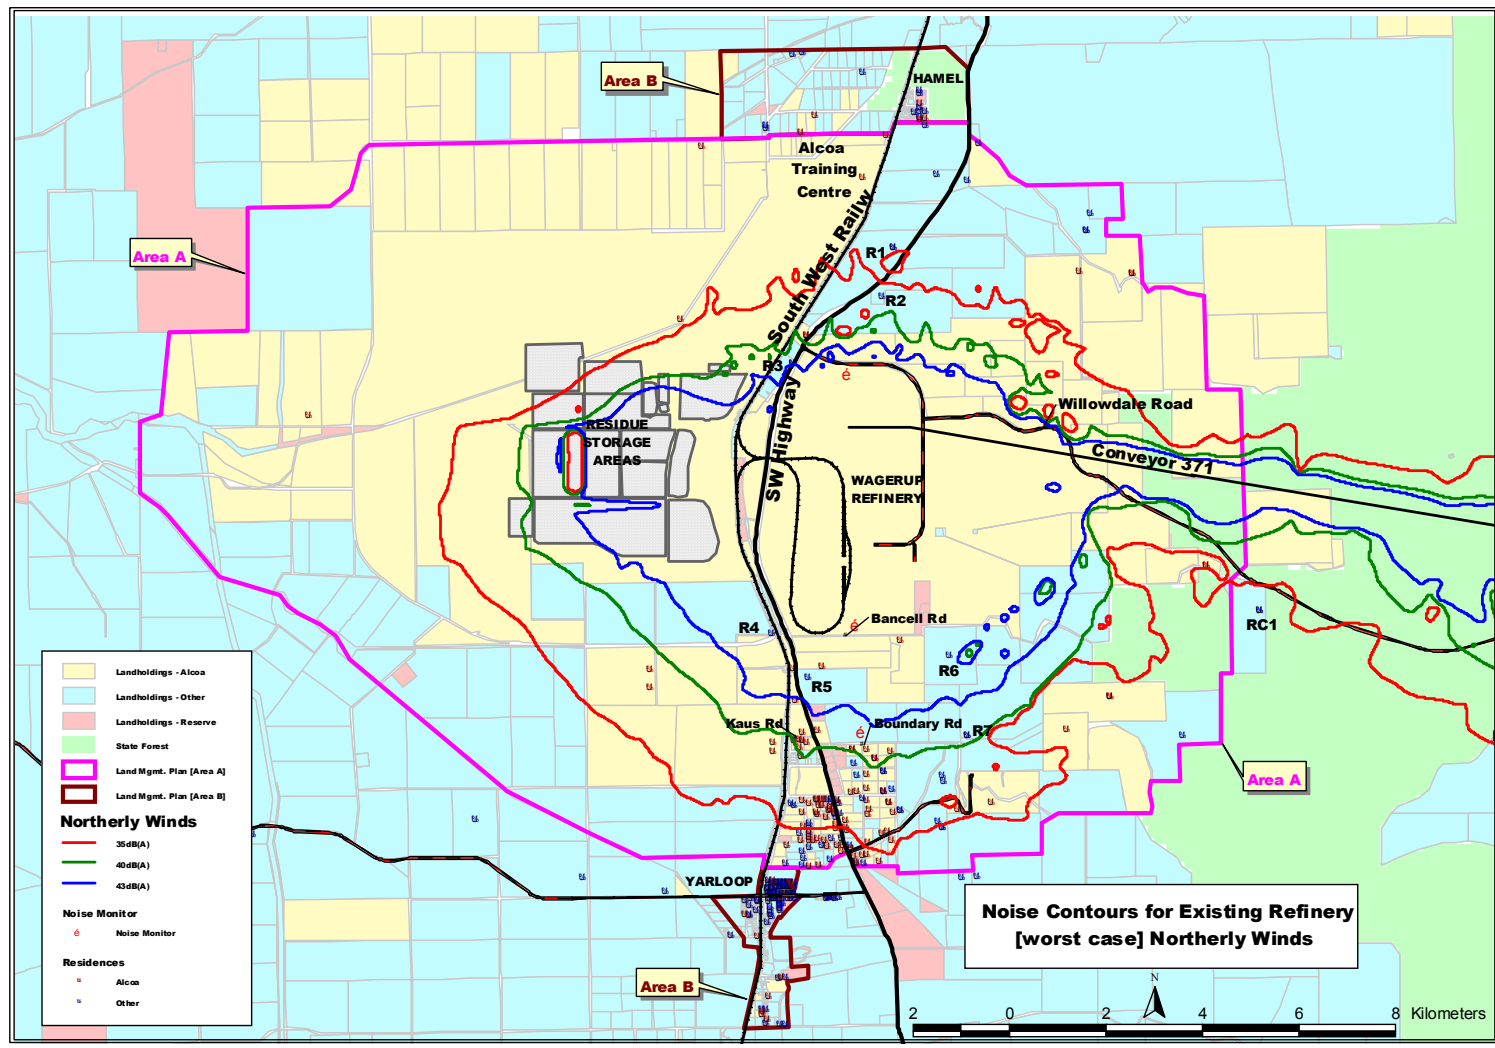 HAMEL
Area B
Alcoa
Training
Centre
South West Railw
Area A
R1
R2
R3
Willowdale Road
RESIDUE
STORAGE
AREAS
SW Highway
Conveyor 371
WAGERUP
REFINERY
Bancell Rd
R4
RC1
R6
R5
Kaus Rd
Boundary Rd
R7
Area A
Landholdings - Alcoa
Landholdings - Other
Landholdings - Reserve
State Forest
Land Mgmt. Plan [Area A]
Land Mgmt. Plan [Area B]
Northerly Winds
35dB(A)
40dB(A)
43dB(A)
Noise Monitor
é Noise Monitor
Residences
Alcoa
Other
YARLOOP
Area B
Noise Contours for Existing Refinery
[worst case] Northerly Winds
N
2 0 2 4 6 8 Kilometers